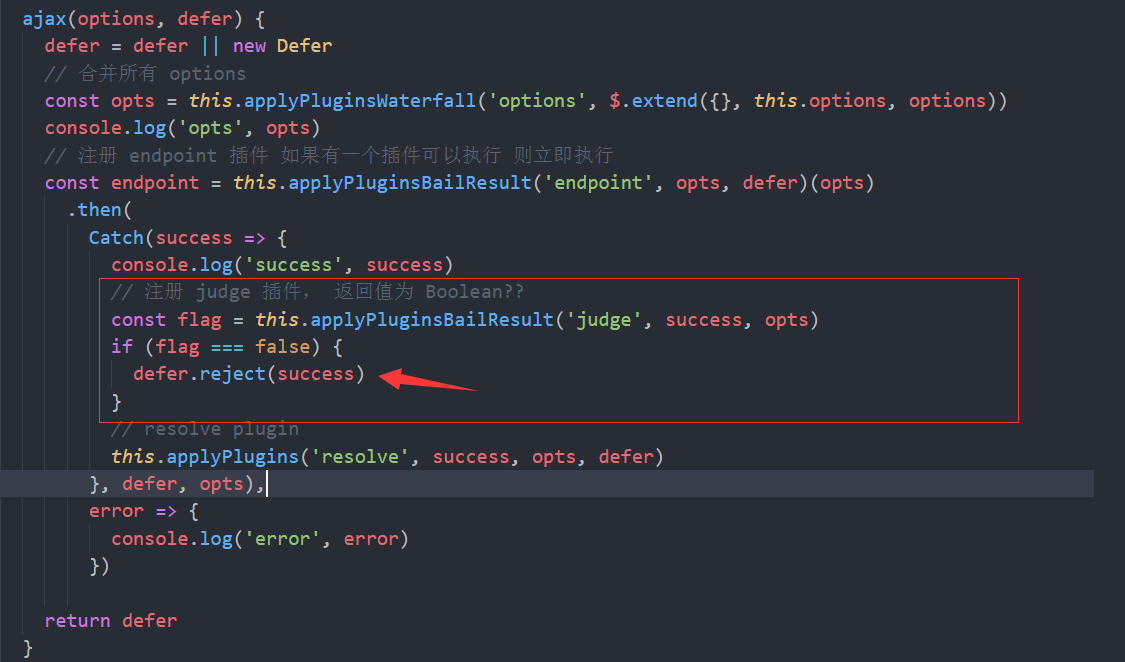 ajax(options, defer) {
defer = defer || new Defer
// 合并所有 options
const opts = this.applyPluginsWaterfall('options', $.extend({}, this.options, options))
console.log('opts', opts)
// 注册 endpoint 插件 如果有一个插件可以执行 则立即执行
const endpoint = this.applyPluginsBailResult('endpoint', opts, defer)(opts)
.then(
Catch(success => {
console.log('success', success)
// 注册 judge 插件， 返回值为 Boolean??
const flag = this.applyPluginsBailResult('judge', success, opts)
if (flag === false) {
defer.reject(success)
}
// resolve plugin
this.applyPlugins('resolve', success, opts, defer)
}, defer, opts),
error => {
console.log('error', error)
})
return defer
}